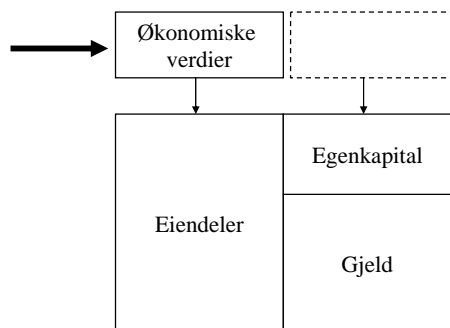 Økonomiske
verdier
Egenkapital
Eiendeler
Gjeld